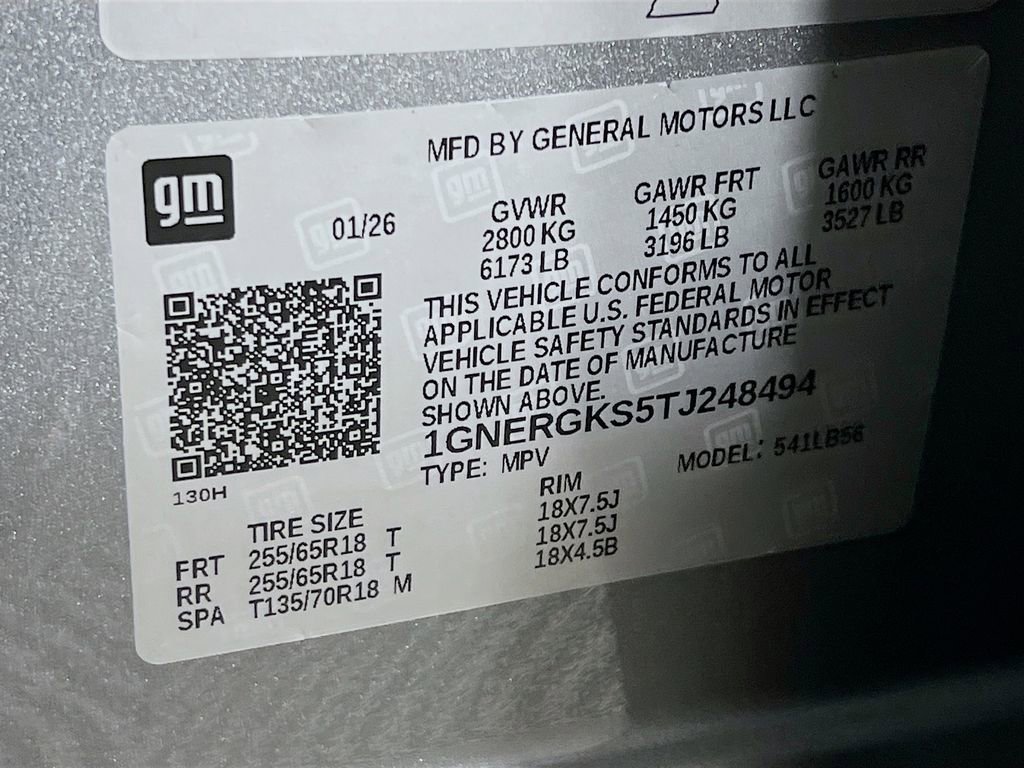 gm
MFD BY GENERAL MOTORS LLC
01/26
GVWR GAWR FRT GAWR RR
2800 KG 1450 KG 1600 KG
6173 LB 3196 LB 3527 LB
THIS VEHICLE CONFORMS TO ALL
APPLICABLE U.S. FEDERAL MOTOR
VEHICLE SAFETY STANDARDS IN EFFECT
ON THE DATE OF MANUFACTURE
SHOWN ABOVE.
1GNERGKS5TJ248494
TYPE: MPV MODEL: 541LB56
130H
TIRE SIZE RIM
FRT 255/65R18 T 18X7.5J
RR 255/65R18 T 18X7.5J
SPA T135/70R18 M 18X4.5B